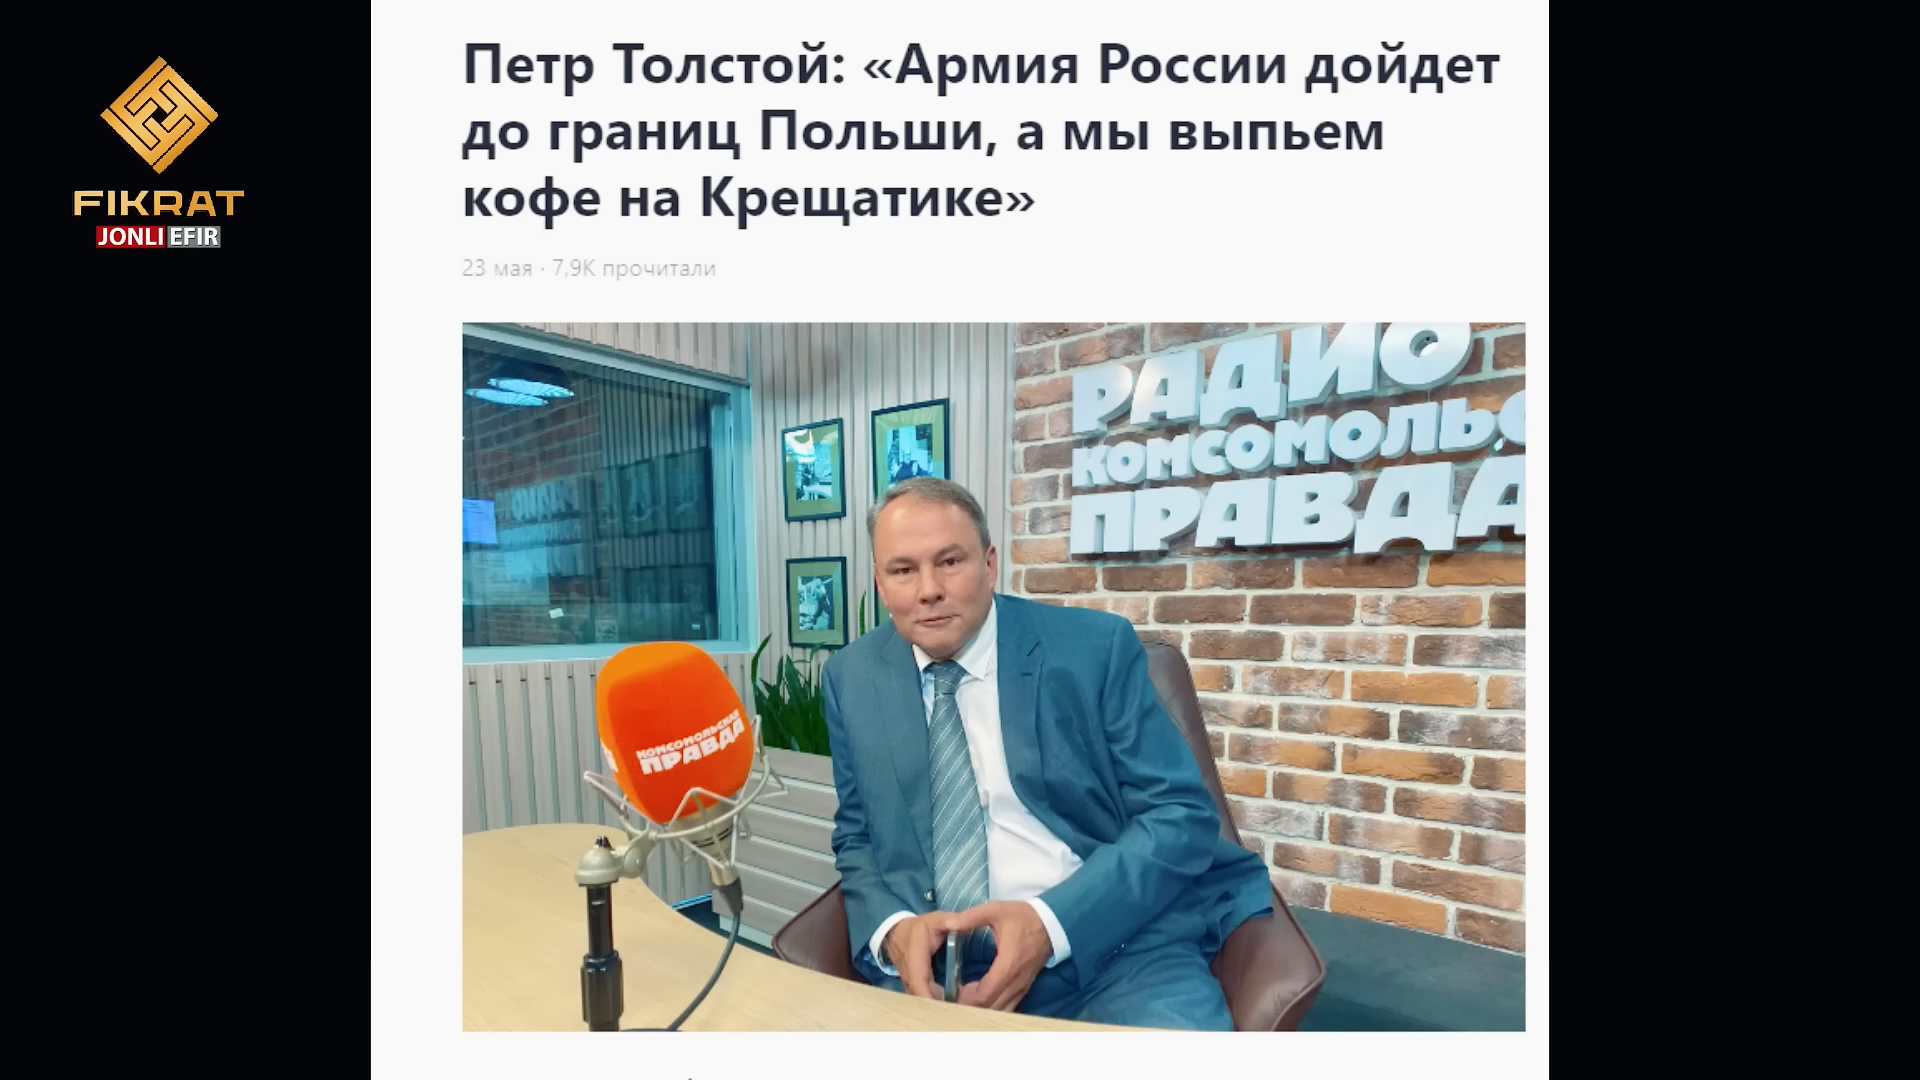 FIKRAT
JONLI EFIR
Петр Толстой: «Армия России дойдет
до границ Польши, а мы выпьем
кофе на Крещатике»
23 мая · 7,9К прочитали
РАДИО
КОМСОМОЛЬС
ПРАВДА
КОМСОМОЛЬСКАЯ
ПРАВДА